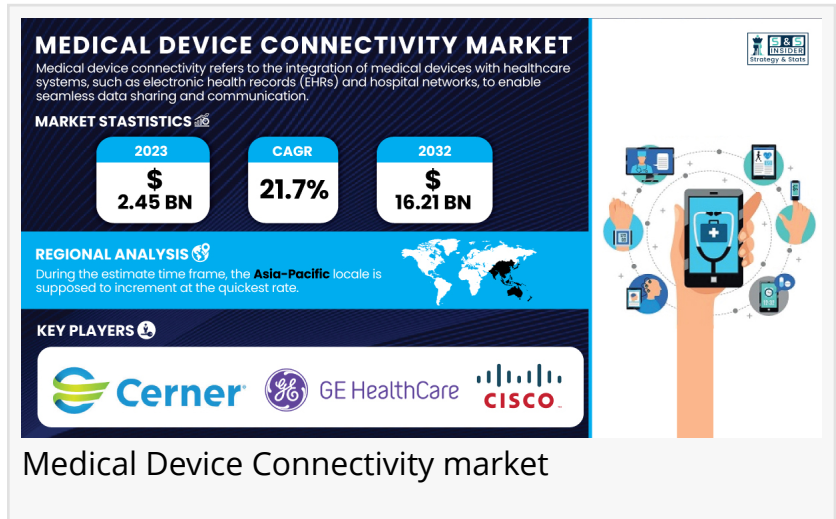 MEDICAL DEVICE CONNECTIVITY MARKET
Medical device connectivity refers to the integration of medical devices with healthcare
systems, such as electronic health records (EHRs) and hospital networks, to enable
seamless data sharing and communication.
MARKET STASTISTICS
2023
$
2.45 BN
CAGR
21.7%
2032
$
16.21 BN
REGIONAL ANALYSIS
During the estimate time frame, the Asia-Pacific locale is
supposed to increment at the quickest rate.
KEY PLAYERS
Cerner
GE HealthCare
CISCO
S&S
INSIDER
Strategy & Stats
Medical Device Connectivity market